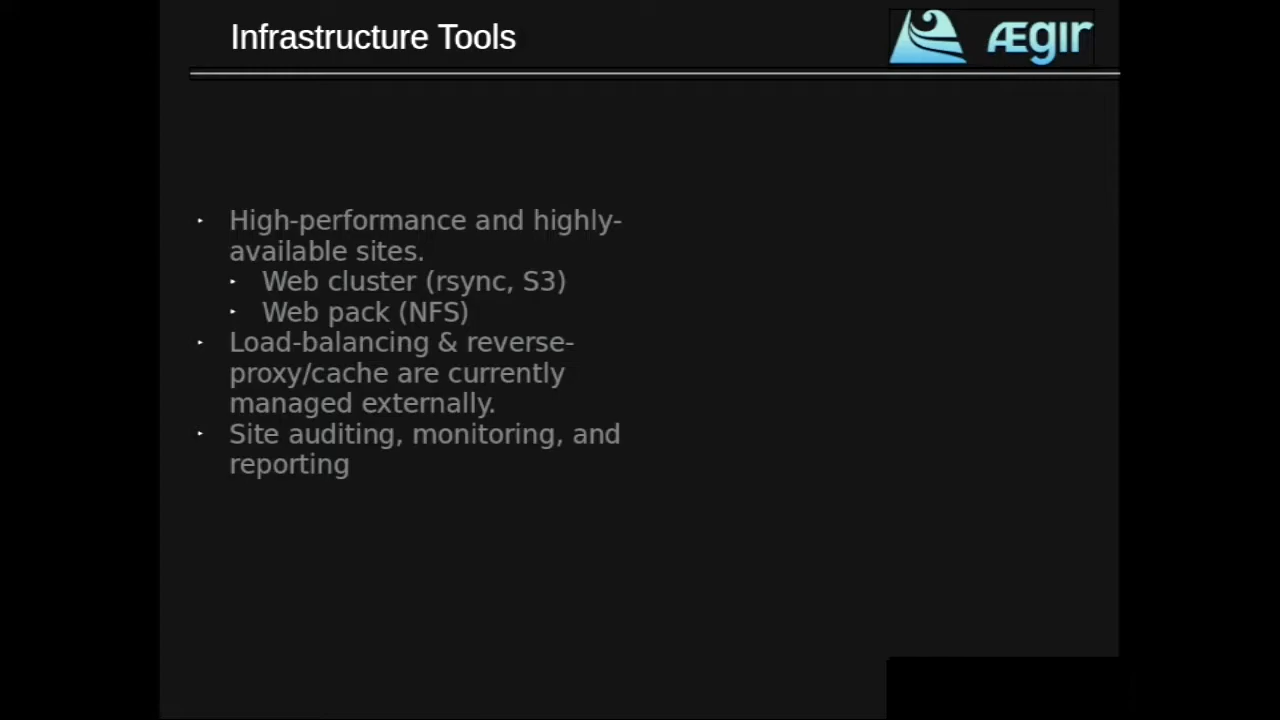 Infrastructure Tools
ÆGIR
High-performance and highly-
available sites.
Web cluster (rsync, S3)
Web pack (NFS)
Load-balancing & reverse-
proxy/cache are currently
managed externally.
Site auditing, monitoring, and
reporting